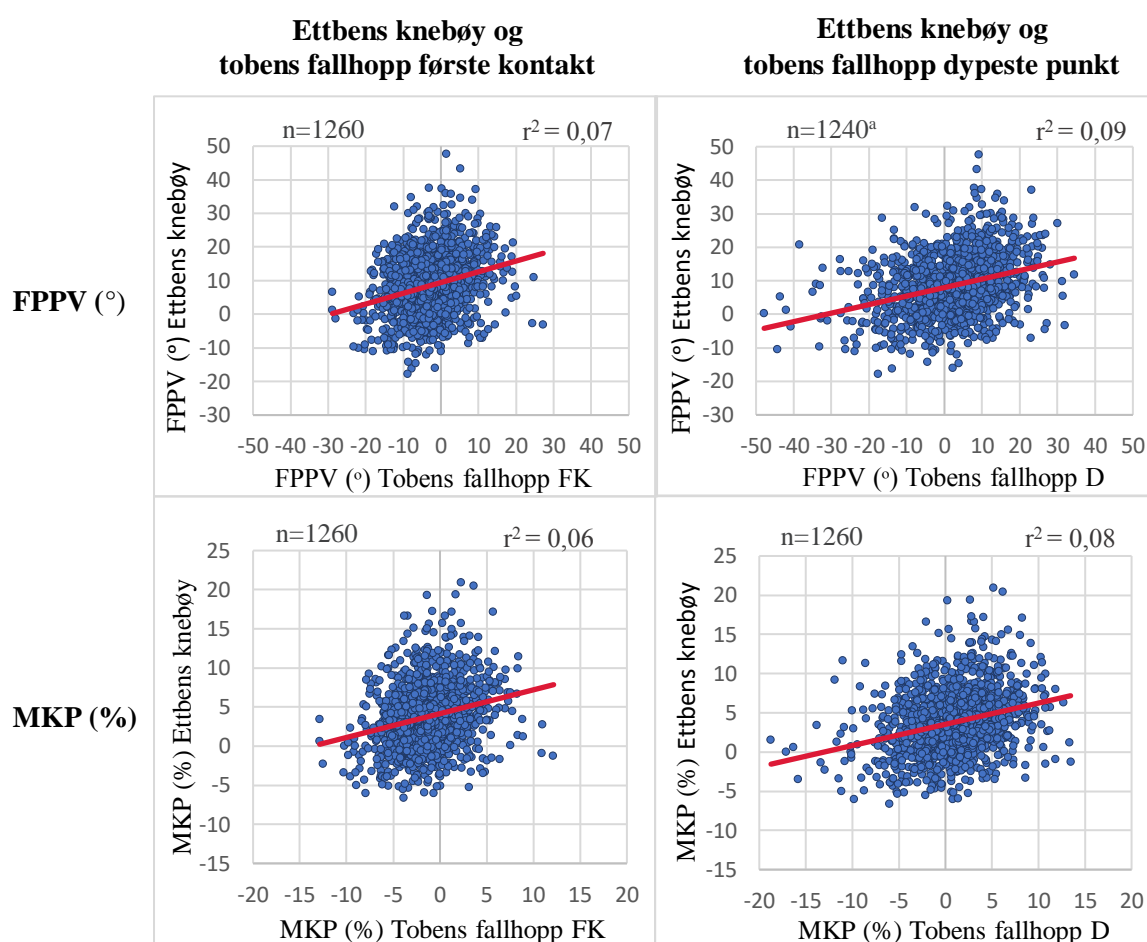 Ettbens knebøy og
tobens fallhopp første kontakt
Ettbens knebøy og
tobens fallhopp dypeste punkt
FPPV (°)
n=1260
r² = 0,07
FPPV (º) Ettbens knebøy
50
40
30
20
10
0
-10
-20
-30
-50 -40 -30 -20 -10 0 10 20 30 40 50
FPPV (º) Tobens fallhopp FK
n=1240ª
r² = 0,09
FPPV (º) Ettbens knebøy
50
40
30
20
10
0
-10
-20
-30
-50 -40 -30 -20 -10 0 10 20 30 40 50
FPPV (º) Tobens fallhopp D
MKP (%)
n=1260
r² = 0,06
MKP (%) Ettbens knebøy
25
20
15
10
5
0
-5
-10
-15
-20 -15 -10 -5 0 5 10 15 20
MKP (%) Tobens fallhopp FK
n=1260
r² = 0,08
MKP (%) Ettbens knebøy
25
20
15
10
5
0
-5
-10
-15
-20 -15 -10 -5 0 5 10 15 20
MKP (%) Tobens fallhopp D